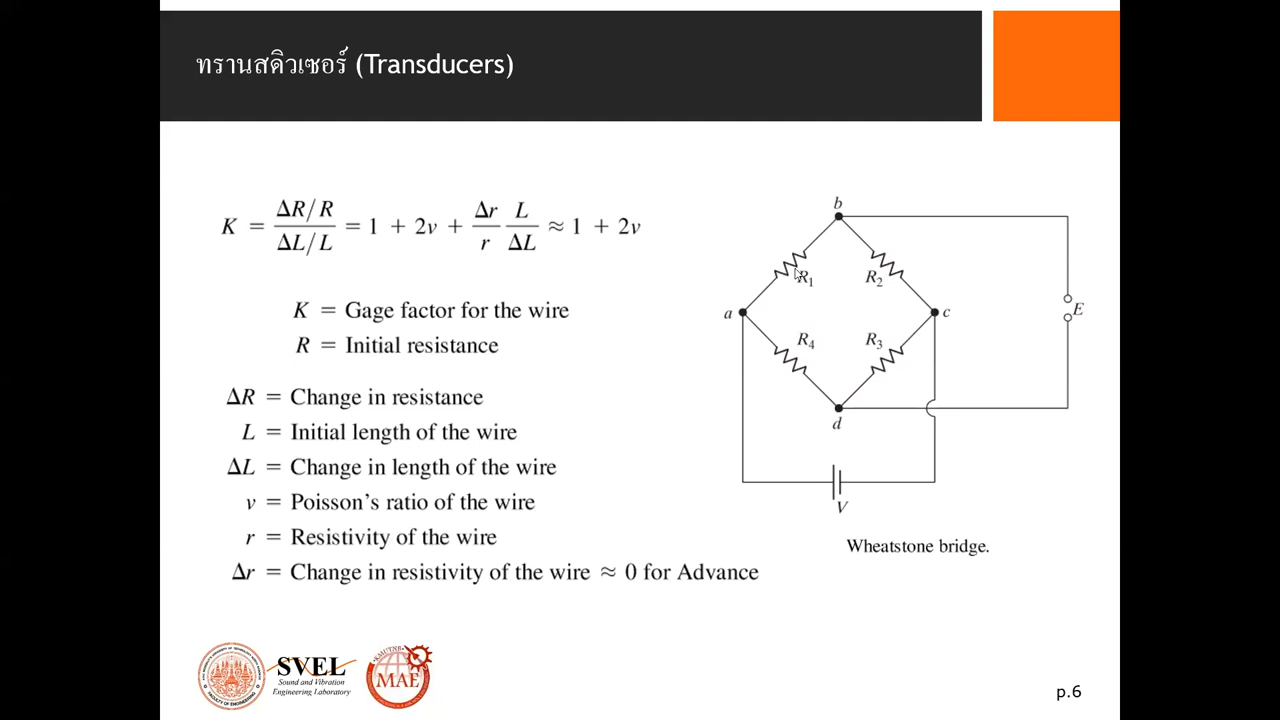 ทรานสดิวเซอร์ (Transducers)
K = ΔR/R / ΔL/L = 1 + 2v + Δr/r L/ΔL ≈ 1 + 2v
K = Gage factor for the wire
R = Initial resistance
ΔR = Change in resistance
L = Initial length of the wire
ΔL = Change in length of the wire
v = Poisson's ratio of the wire
r = Resistivity of the wire
Δr = Change in resistivity of the wire ≈ 0 for Advance
b
R1
R2
a
c
E
R4
R3
d
V
Wheatstone bridge.
SVEL
Sound and Vibration
Engineering Laboratory
KMUTNB
MAE
p.6